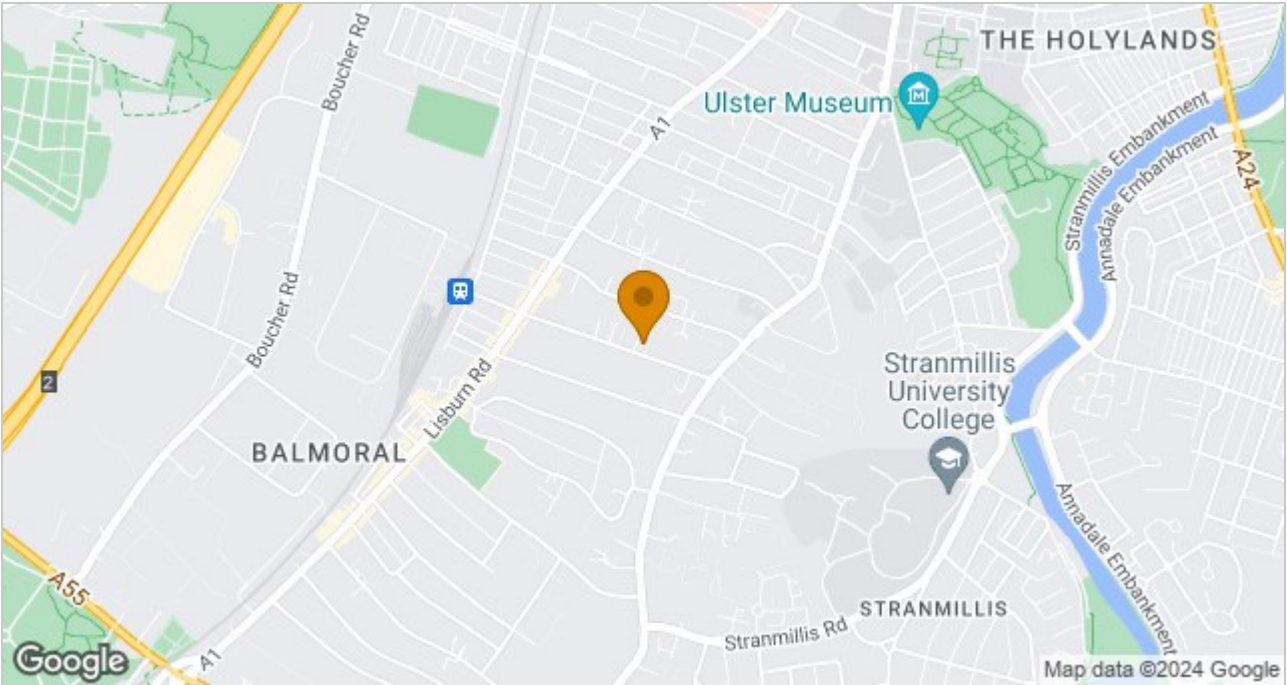 Boucher Rd
THE HOLYLANDS
Ulster Museum
A1
Stranmillis Embankment
Annadale Embankment
A24
Boucher Rd
2
Lisburn Rd
Stranmillis
University
College
BALMORAL
Annadale Embankment
A55
STRANMILLIS
Stranmillis Rd
A1
Google
Map data ©2024 Google